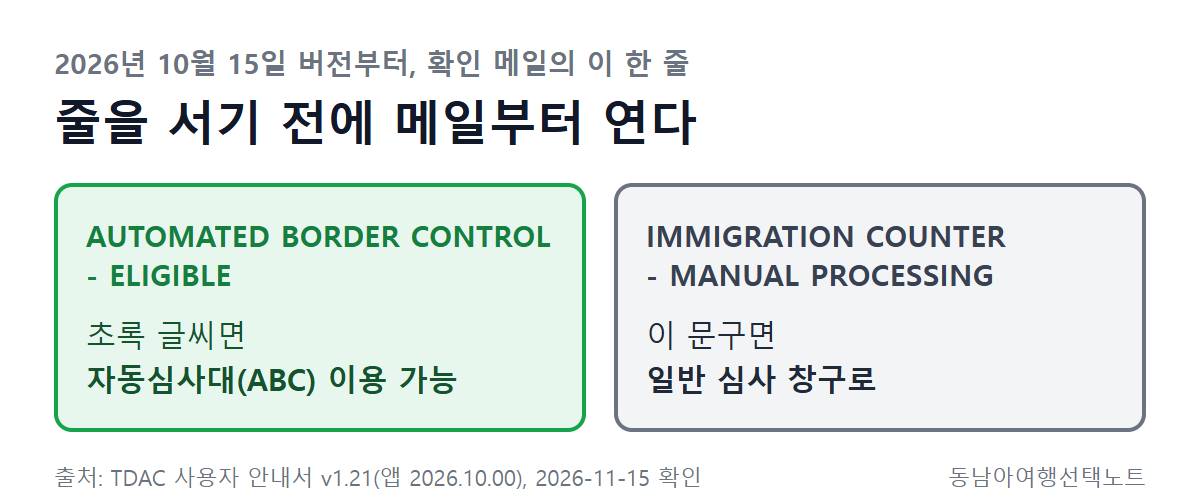 2026년 10월 15일 버전부터, 확인 메일의 이 한 줄
줄을 서기 전에 메일부터 연다
AUTOMATED BORDER CONTROL
- ELIGIBLE
초록 글씨면
자동심사대(ABC) 이용 가능
IMMIGRATION COUNTER
- MANUAL PROCESSING
이 문구면
일반 심사 창구로
출처: TDAC 사용자 안내서 v1.21(앱 2026.10.00), 2026-11-15 확인
동남아여행선택노트